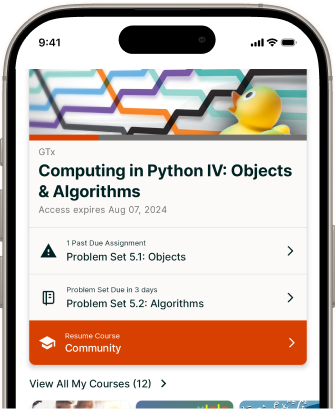 9:41
GTx
Computing in Python IV: Objects
& Algorithms
Access expires Aug 07, 2024
1 Past Due Assignment
Problem Set 5.1: Objects
Problem Set Due in 3 days
Problem Set 5.2: Algorithms
Resume Course
Community
View All My Courses (12)